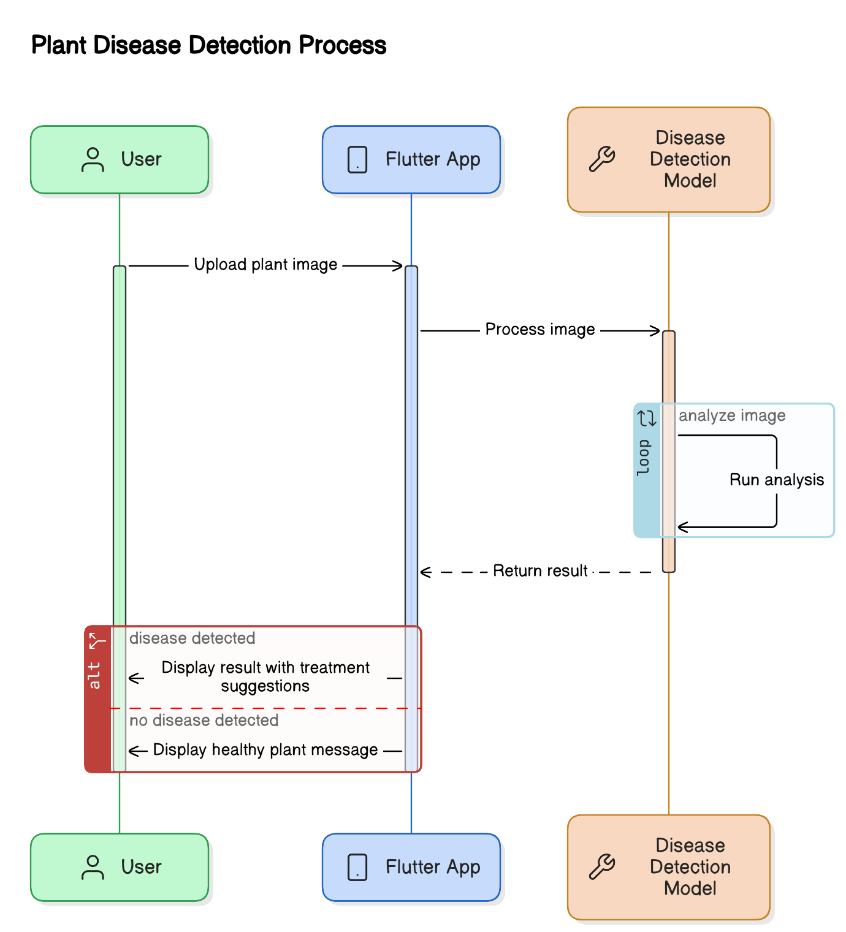 Plant Disease Detection Process
User
Flutter App
Disease
Detection
Model
Upload plant image
Process image
loop
analyze image
Run analysis
Return result
alt
disease detected
Display result with treatment
suggestions
no disease detected
Display healthy plant message
User
Flutter App
Disease
Detection
Model